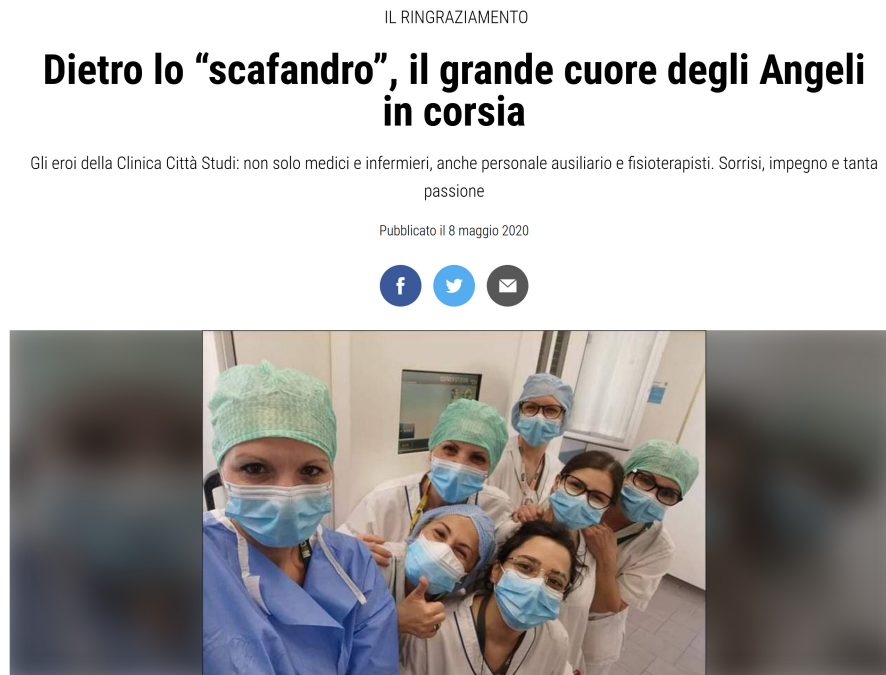 IL RINGRAZIAMENTO
Dietro lo “scafandro”, il grande cuore degli Angeli
in corsia
Gli eroi della Clinica Città Studi: non solo medici e infermieri, anche personale ausiliario e fisioterapisti. Sorrisi, impegno e tanta
passione
Pubblicato il 8 maggio 2020